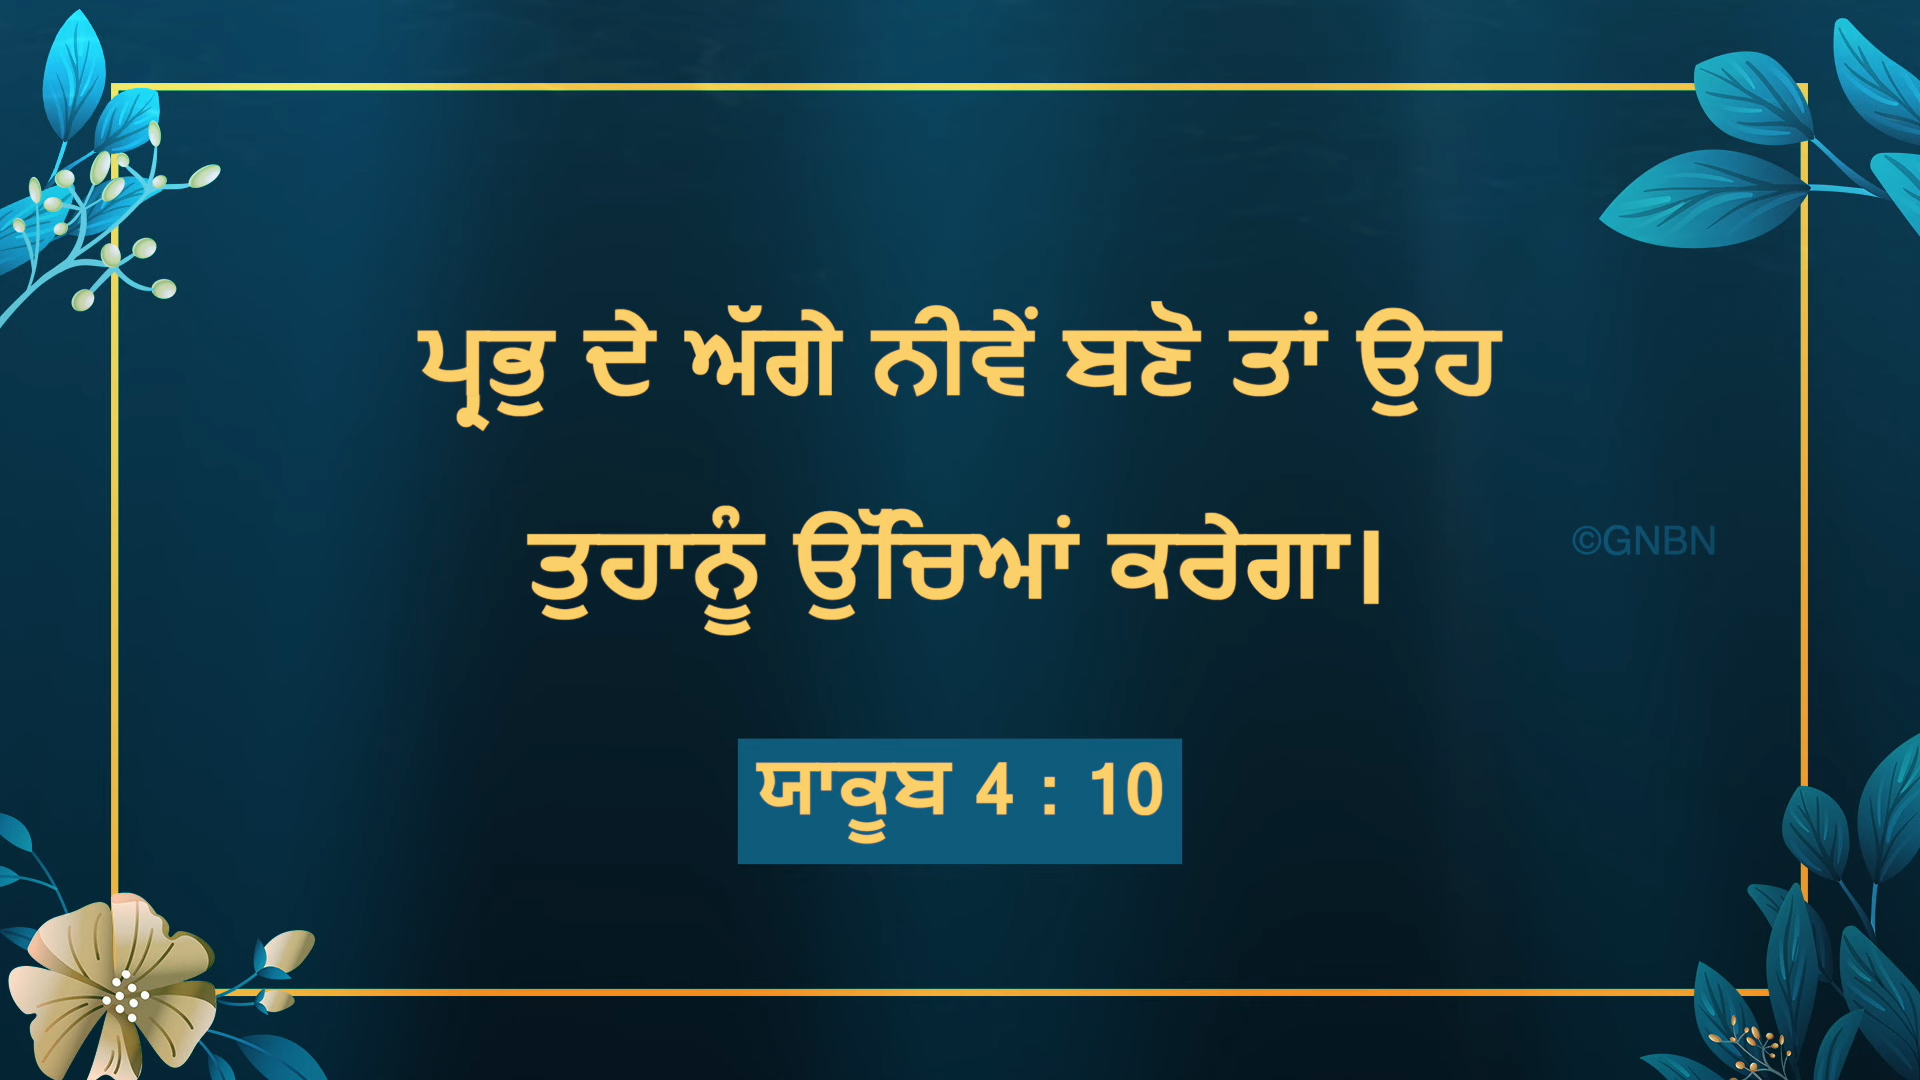 ਪ੍ਰਭੁ ਦੇ ਅੱਗੇ ਨੀਵੇਂ ਬਣੋ ਤਾਂ ਉਹ
ਤੁਹਾਨੂੰ ਉੱਚਿਆਂ ਕਰੇਗਾ।
©GNBN
ਯਾਕੂਬ 4 : 10